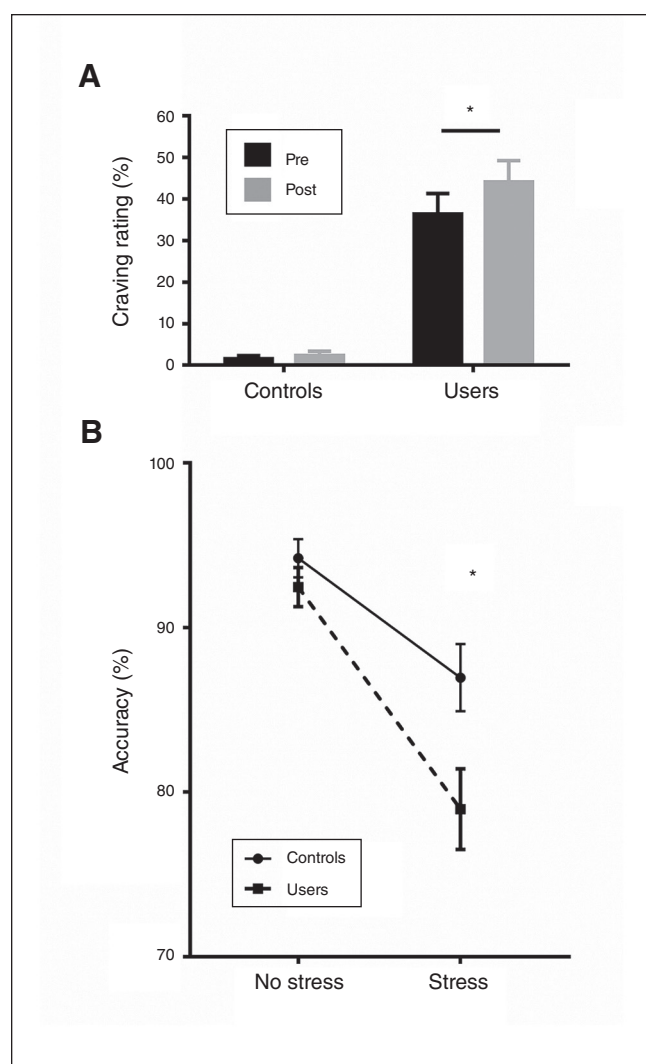 A
60
50
40
30
20
10
0
Craving rating (%)
Pre
Post
*
Controls
Users
B
100
90
80
70
Accuracy (%)
*
Controls
Users
No stress
Stress